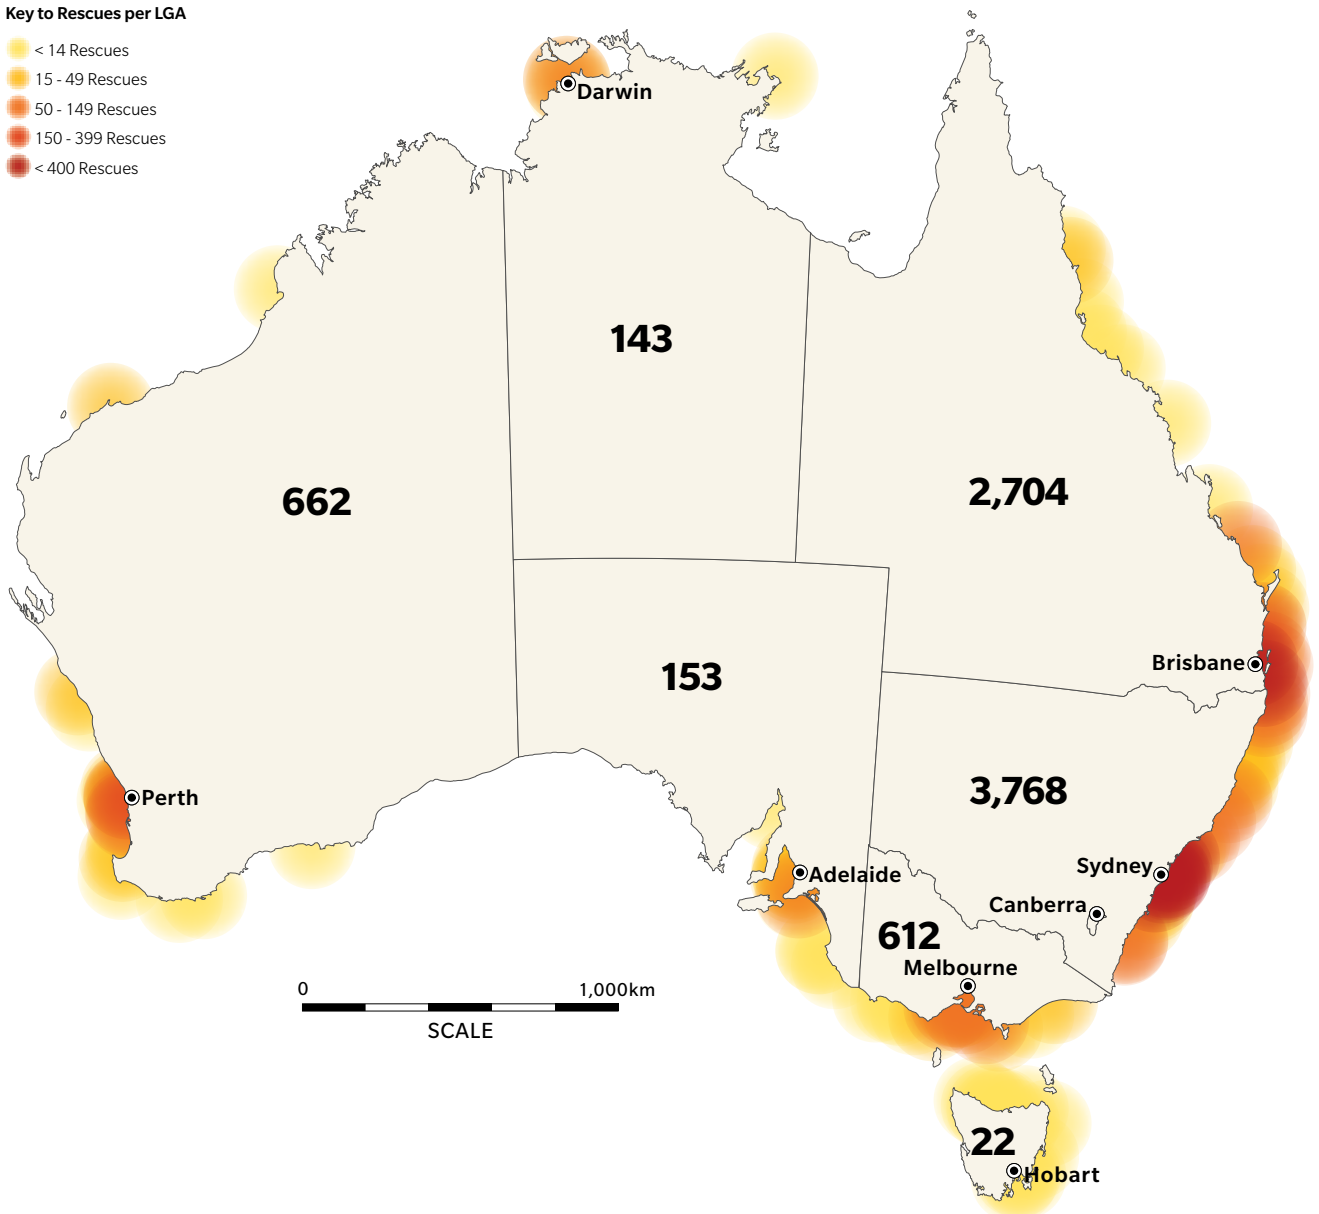 Key to Rescues per LGA
< 14 Rescues
15 - 49 Rescues
50 - 149 Rescues
150 - 399 Rescues
< 400 Rescues
Darwin
143
662
2,704
153
Brisbane
3,768
Perth
Sydney
Adelaide
Canberra
612
Melbourne
0 1,000km
SCALE
22
Hobart